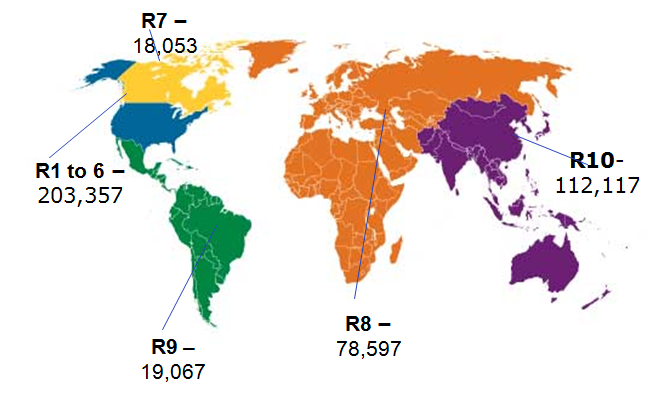 R7 –
18,053
R1 to 6 –
203,357
R10-
112,117
R8 –
78,597
R9 –
19,067